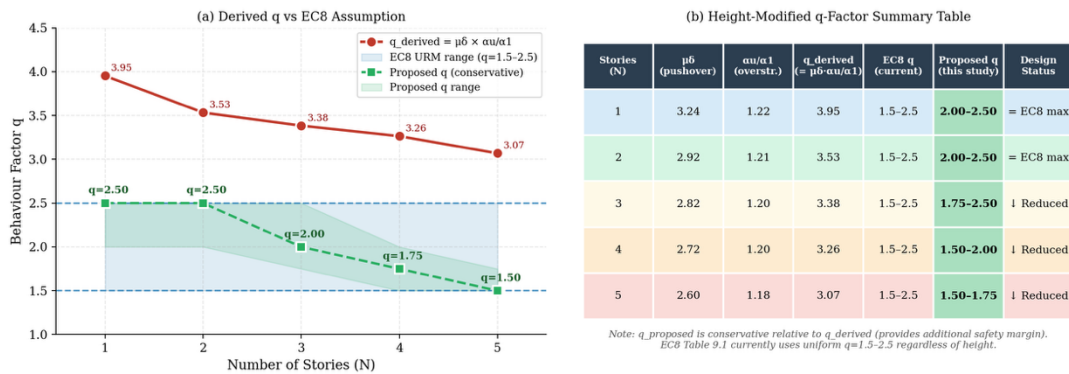 (a) Derived q vs EC8 Assumption
4.5
4.0
3.5
3.0
2.5
2.0
1.5
1.0
Behaviour Factor q
q_derived = μδ × αu/α1
EC8 URM range (q=1.5–2.5)
Proposed q (conservative)
Proposed q range
3.95
3.53
3.38
3.26
3.07
q=2.50
q=2.50
q=2.00
q=1.75
q=1.50
1 2 3 4 5
Number of Stories (N)
(b) Height-Modified q-Factor Summary Table
Stories (N) μδ (pushover) αu/α1 (overstr.) q_derived (= μδ·αu/α1) EC8 q (current) Proposed q (this study) Design Status
1 3.24 1.22 3.95 1.5–2.5 2.00–2.50 = EC8 max
2 2.92 1.21 3.53 1.5–2.5 2.00–2.50 = EC8 max
3 2.82 1.20 3.38 1.5–2.5 1.75–2.50 ↓ Reduced
4 2.72 1.20 3.26 1.5–2.5 1.50–2.00 ↓ Reduced
5 2.60 1.18 3.07 1.5–2.5 1.50–1.75 ↓ Reduced
Note: q_proposed is conservative relative to q_derived (provides additional safety margin).
EC8 Table 9.1 currently uses uniform q=1.5–2.5 regardless of height.